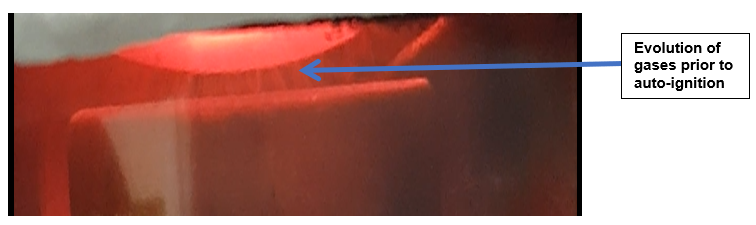 Evolution of
gases prior to
auto-ignition